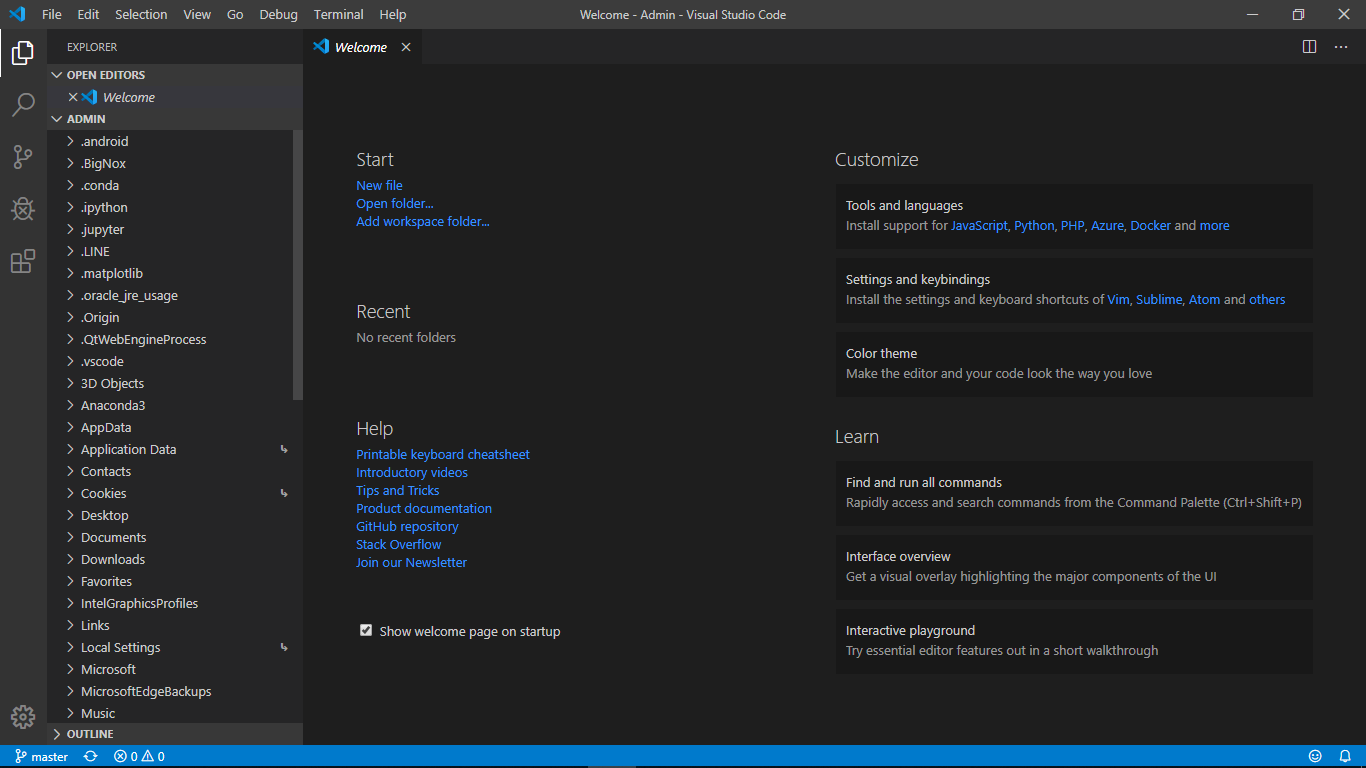 File Edit Selection View Go Debug Terminal Help
Welcome - Admin - Visual Studio Code
EXPLORER
OPEN EDITORS
Welcome
ADMIN
.android
.BigNox
.conda
.ipython
.jupyter
.LINE
.matplotlib
.oracle_jre_usage
.Origin
.QtWebEngineProcess
.vscode
3D Objects
Anaconda3
AppData
Application Data
Contacts
Cookies
Desktop
Documents
Downloads
Favorites
IntelGraphicsProfiles
Links
Local Settings
Microsoft
MicrosoftEdgeBackups
Music
OUTLINE
Welcome
Start
New file
Open folder...
Add workspace folder...
Recent
No recent folders
Help
Printable keyboard cheatsheet
Introductory videos
Tips and Tricks
Product documentation
GitHub repository
Stack Overflow
Join our Newsletter
Show welcome page on startup
Customize
Tools and languages
Install support for JavaScript, Python, PHP, Azure, Docker and more
Settings and keybindings
Install the settings and keyboard shortcuts of Vim, Sublime, Atom and others
Color theme
Make the editor and your code look the way you love
Learn
Find and run all commands
Rapidly access and search commands from the Command Palette (Ctrl+Shift+P)
Interface overview
Get a visual overlay highlighting the major components of the UI
Interactive playground
Try essential editor features out in a short walkthrough
master 0 0